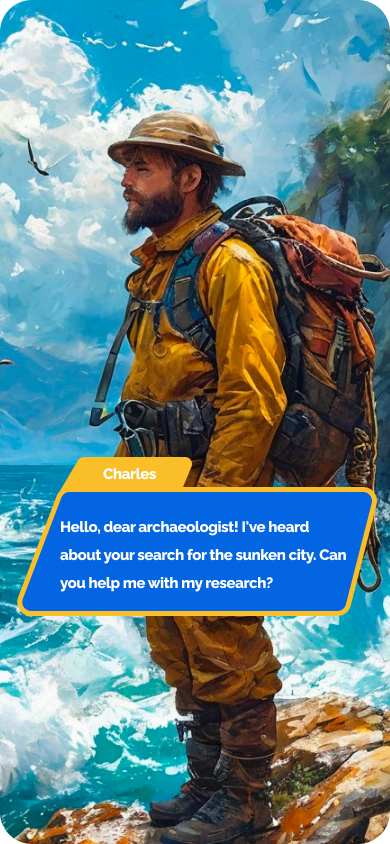 Charles
Hello, dear archaeologist! I've heard
about your search for the sunken city. Can
you help me with my research?